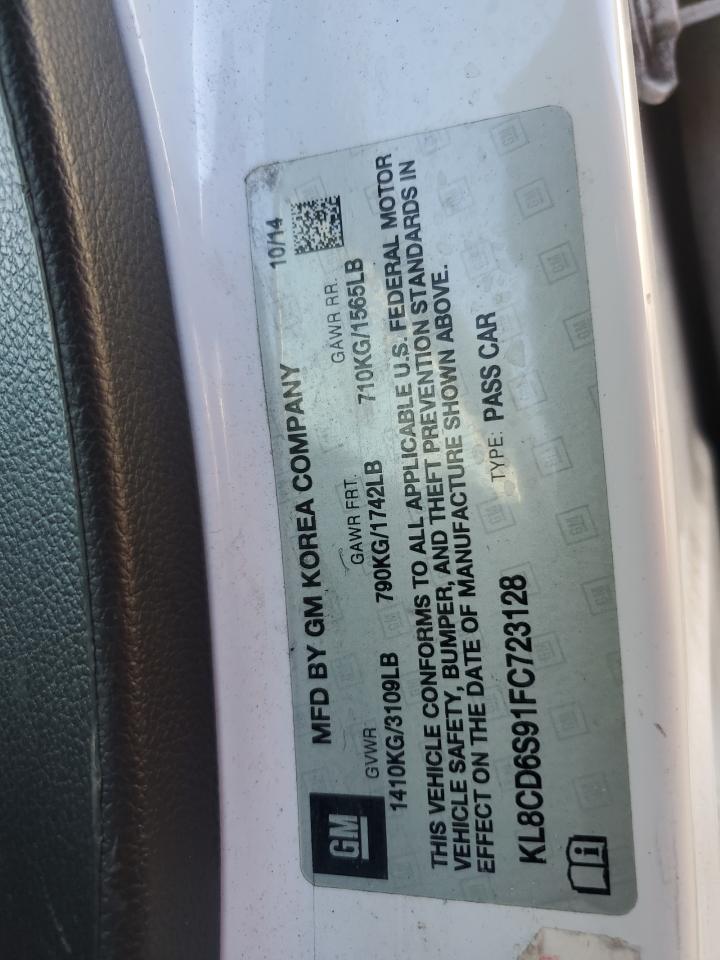 MFD BY GM KOREA COMPANY 10/14
GM
GVWR GAWR FRT. GAWR RR.
1410KG/3109LB 790KG/1742LB 710KG/1565LB
THIS VEHICLE CONFORMS TO ALL APPLICABLE U.S. FEDERAL MOTOR
VEHICLE SAFETY, BUMPER, AND THEFT PREVENTION STANDARDS IN
EFFECT ON THE DATE OF MANUFACTURE SHOWN ABOVE.
KL8CD6S91FC723128 TYPE: PASS CAR